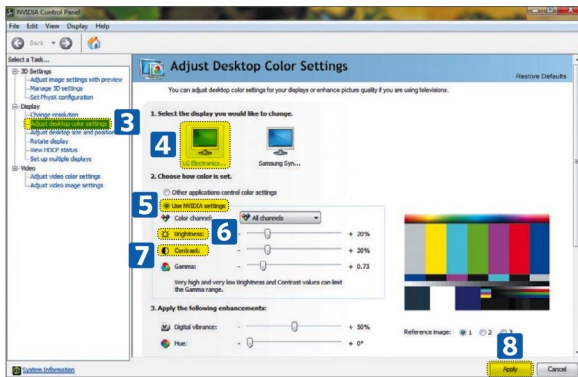 NVIDIA Control Panel
File Edit View Display Help
Back
Select a Task...
3D Settings
Adjust image settings with preview
Manage 3D settings
Set PhysX configuration
Display
Change resolution
Adjust desktop color settings
Adjust desktop size and position
Rotate display
View HDCP status
Set up multiple displays
Video
Adjust video color settings
Adjust video image settings
System Information
3
Adjust Desktop Color Settings
Restore Defaults
You can adjust desktop color settings for your displays or enhance picture quality if you are using televisions.
1. Select the display you would like to change.
4
LG Electronics...
Samsung Syn...
2. Choose how color is set.
Other applications control color settings
5
Use NVIDIA settings
Color channel:
All channels
6
Brightness:
- + 20%
7
Contrast:
- + 20%
Gamma:
- + 0.73
Very high and very low Brightness and Contrast values can limit
the Gamma range.
3. Apply the following enhancements:
Digital vibrance:
- + 50%
Hue:
- + 0°
Reference image: 1 2 3
8
Apply
Cancel